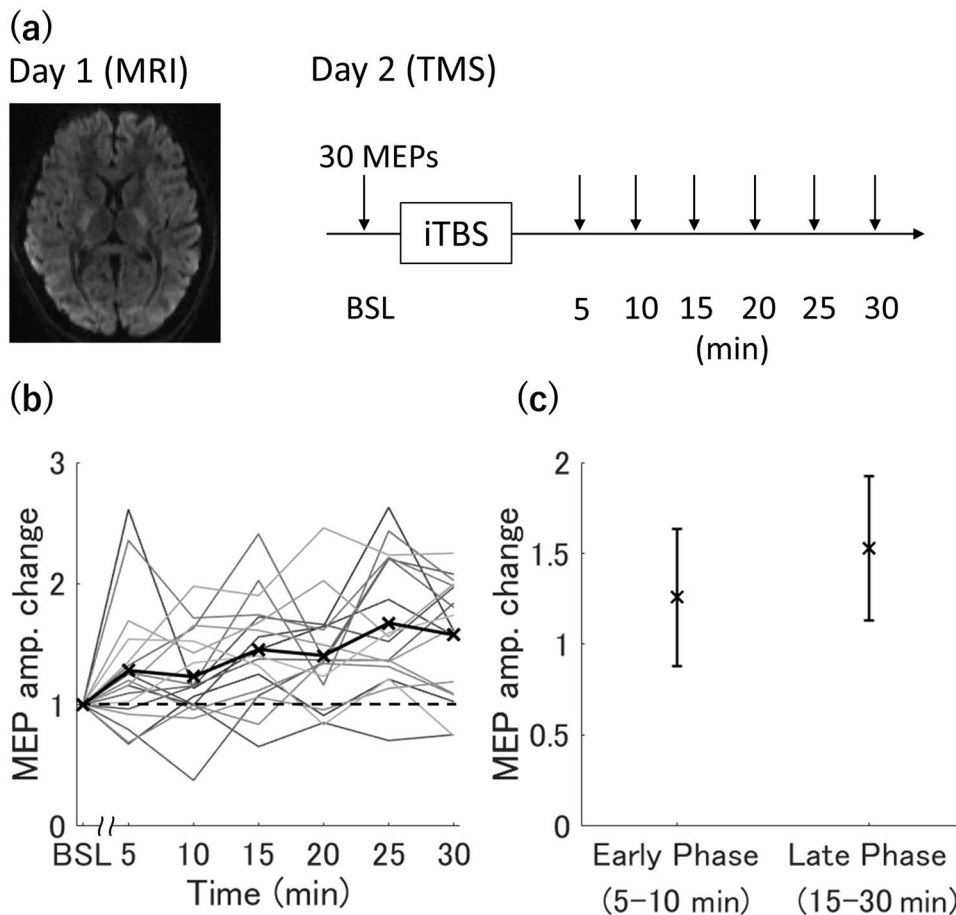 (a)
Day 1 (MRI)
Day 2 (TMS)
30 MEPs
iTBS
BSL 5 10 15 20 25 30
(min)
(b)
MEP amp. change
3
2
1
0
BSL 5 10 15 20 25 30
Time (min)
(c)
MEP amp. change
2
1.5
1
0.5
0
Early Phase Late Phase
(5-10 min) (15-30 min)